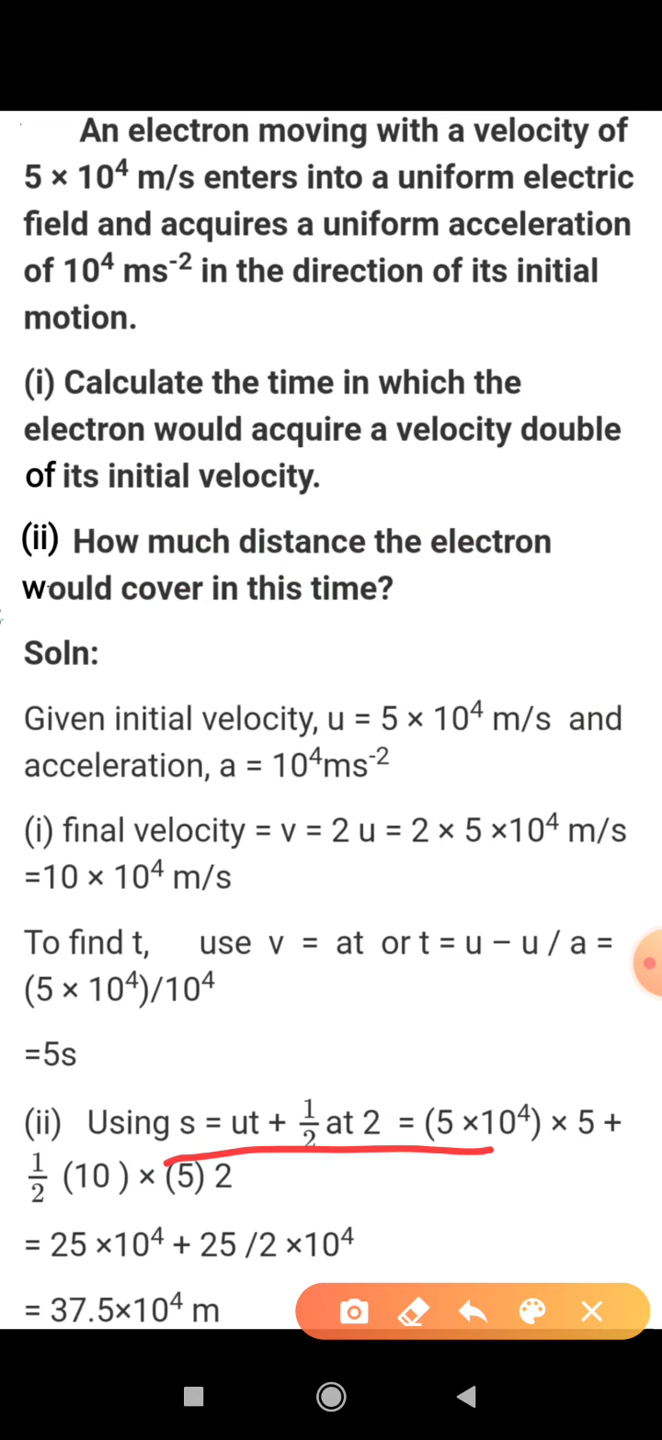 An electron moving with a velocity of
5 × 10⁴ m/s enters into a uniform electric
field and acquires a uniform acceleration
of 10⁴ ms⁻² in the direction of its initial
motion.
(i) Calculate the time in which the
electron would acquire a velocity double
of its initial velocity.
(ii) How much distance the electron
would cover in this time?
Soln:
Given initial velocity, u = 5 × 10⁴ m/s and
acceleration, a = 10⁴ms⁻²
(i) final velocity = v = 2 u = 2 × 5 ×10⁴ m/s
=10 × 10⁴ m/s
To find t, use v = at or t = u – u / a =
(5 × 10⁴)/10⁴
=5s
(ii) Using s = ut + 1/2 at 2 = (5 ×10⁴) × 5 +
1/2 (10 ) × (5) 2
= 25 ×10⁴ + 25 /2 ×10⁴
= 37.5×10⁴ m